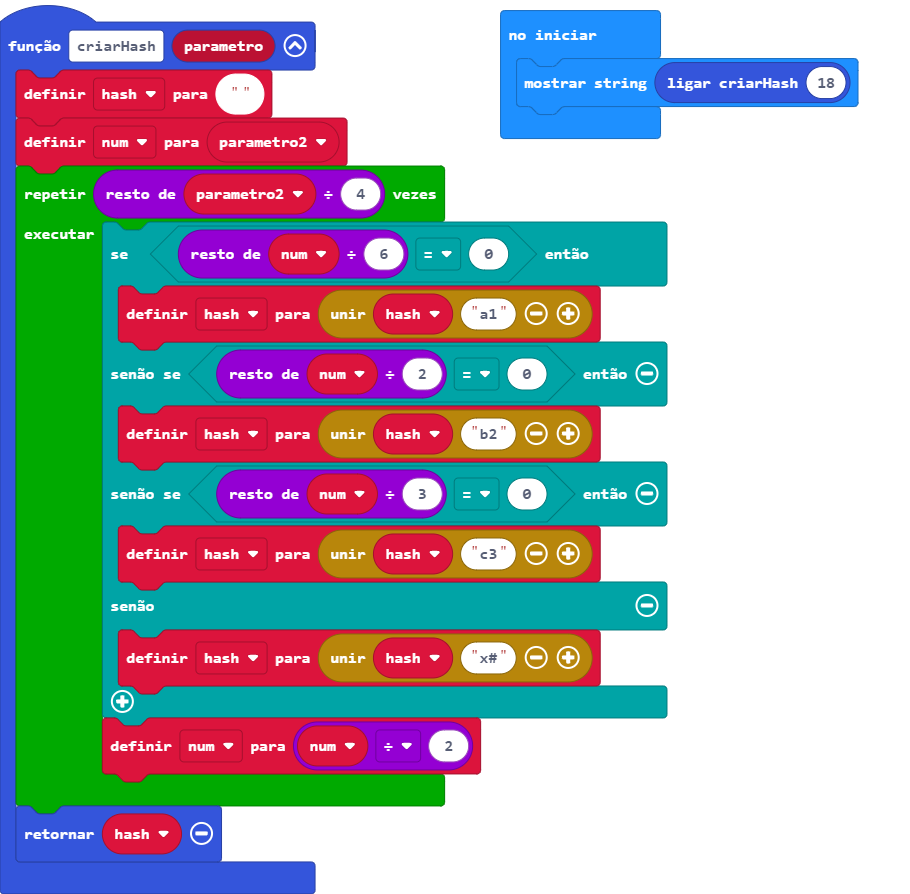 função criarHash parametro
definir hash para " "
definir num para parametro2
repetir resto de parametro2 ÷ 4 vezes
executar
se resto de num ÷ 6 = 0 então
definir hash para unir hash "a1"
senão se resto de num ÷ 2 = 0 então
definir hash para unir hash "b2"
senão se resto de num ÷ 3 = 0 então
definir hash para unir hash "c3"
senão
definir hash para unir hash "x#"
definir num para num ÷ 2
retornar hash
no iniciar
mostrar string ligar criarHash 18